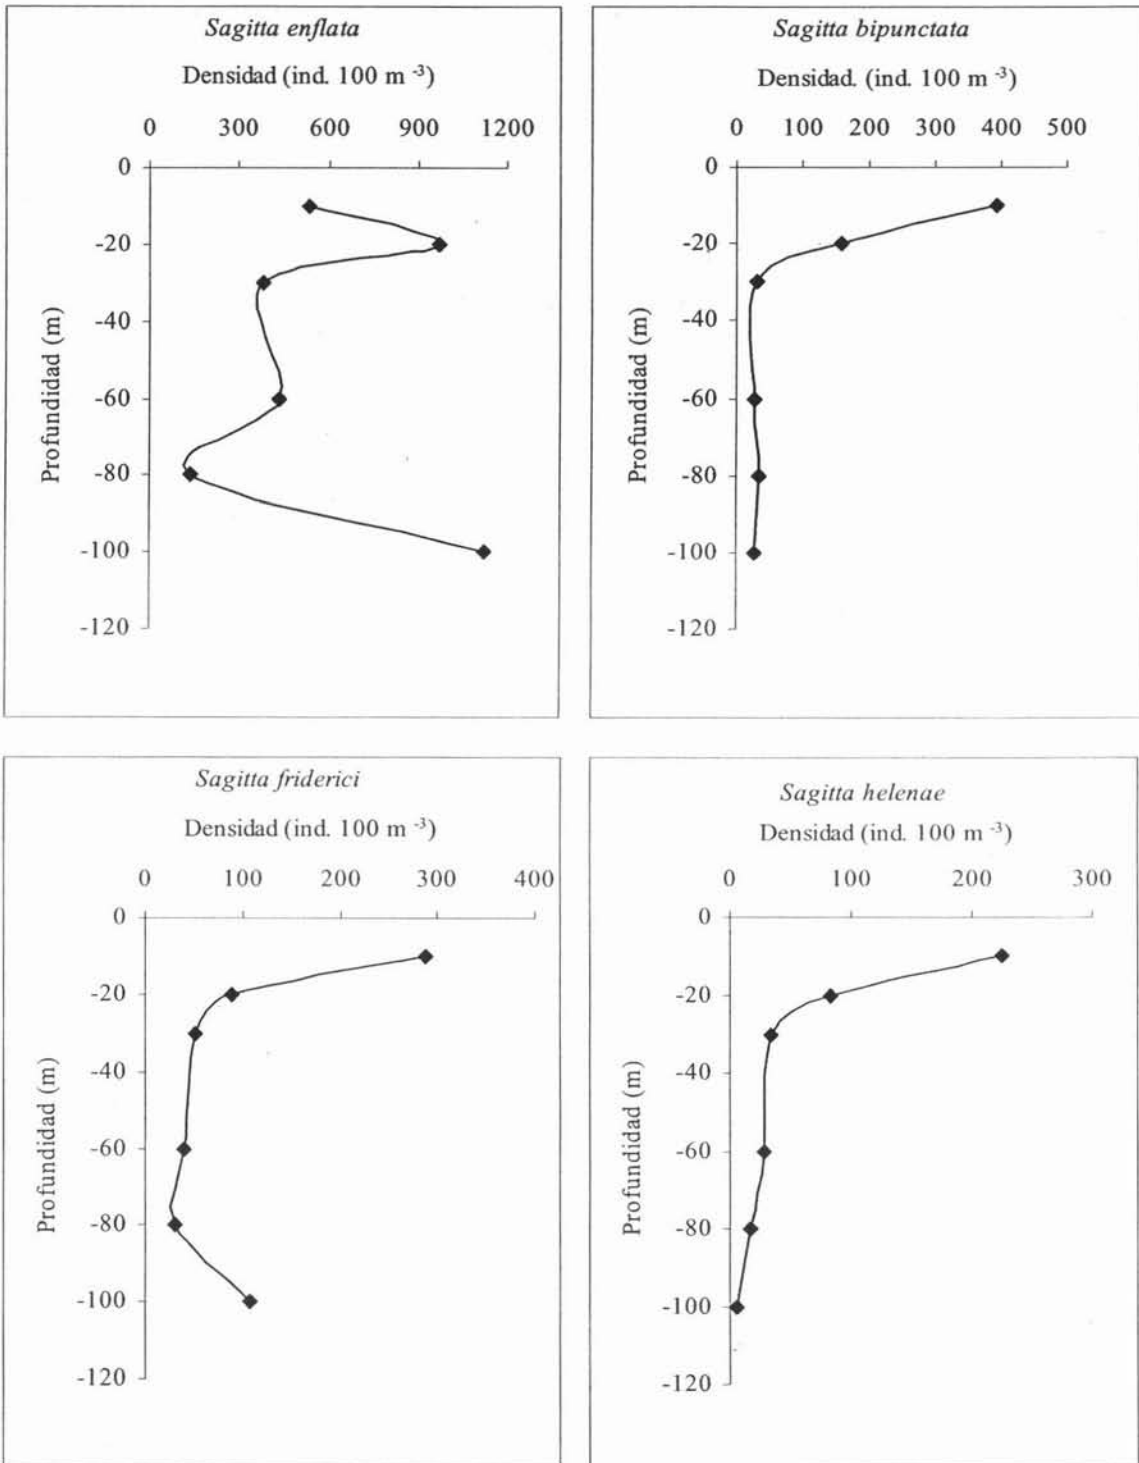 Sagitta enflata
Densidad (ind. 100 m -3)
0 300 600 900 1200
0
-20
-40
-60
-80
-100
-120
Profundidad (m)
Sagitta bipunctata
Densidad. (ind. 100 m -3)
0 100 200 300 400 500
0
-20
-40
-60
-80
-100
-120
Profundidad (m)
Sagitta friderici
Densidad (ind. 100 m -3)
0 100 200 300 400
0
-20
-40
-60
-80
-100
-120
Profundidad (m)
Sagitta helenae
Densidad (ind. 100 m -3)
0 100 200 300
0
-20
-40
-60
-80
-100
-120
Profundidad (m)